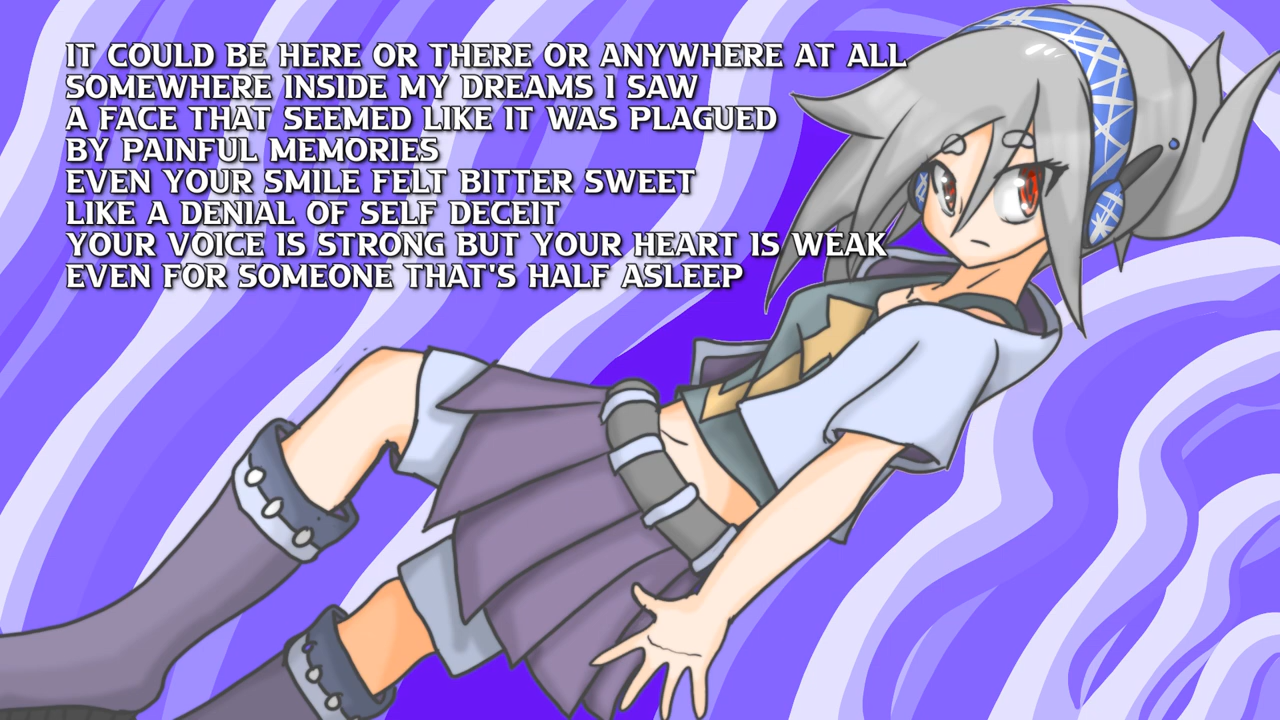 IT COULD BE HERE OR THERE OR ANYWHERE AT ALL
SOMEWHERE INSIDE MY DREAMS I SAW
A FACE THAT SEEMED LIKE IT WAS PLAGUED
BY PAINFUL MEMORIES
EVEN YOUR SMILE FELT BITTER SWEET
LIKE A DENIAL OF SELF DECEIT
YOUR VOICE IS STRONG BUT YOUR HEART IS WEAK
EVEN FOR SOMEONE THAT'S HALF ASLEEP